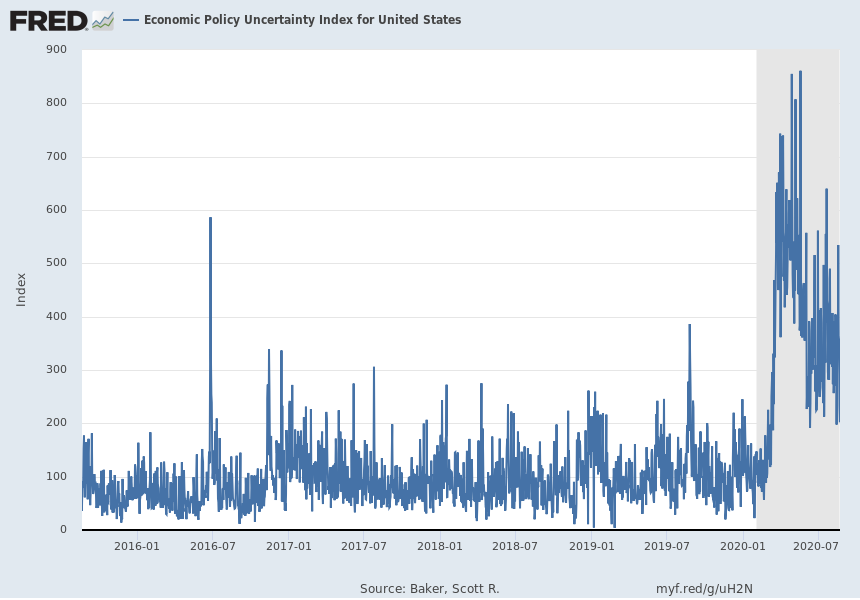 FRED
Economic Policy Uncertainty Index for United States
900
800
700
600
500
400
300
200
100
0
Index
2016-01 2016-07 2017-01 2017-07 2018-01 2018-07 2019-01 2019-07 2020-01 2020-07
Source: Baker, Scott R. myf.red/g/uH2N